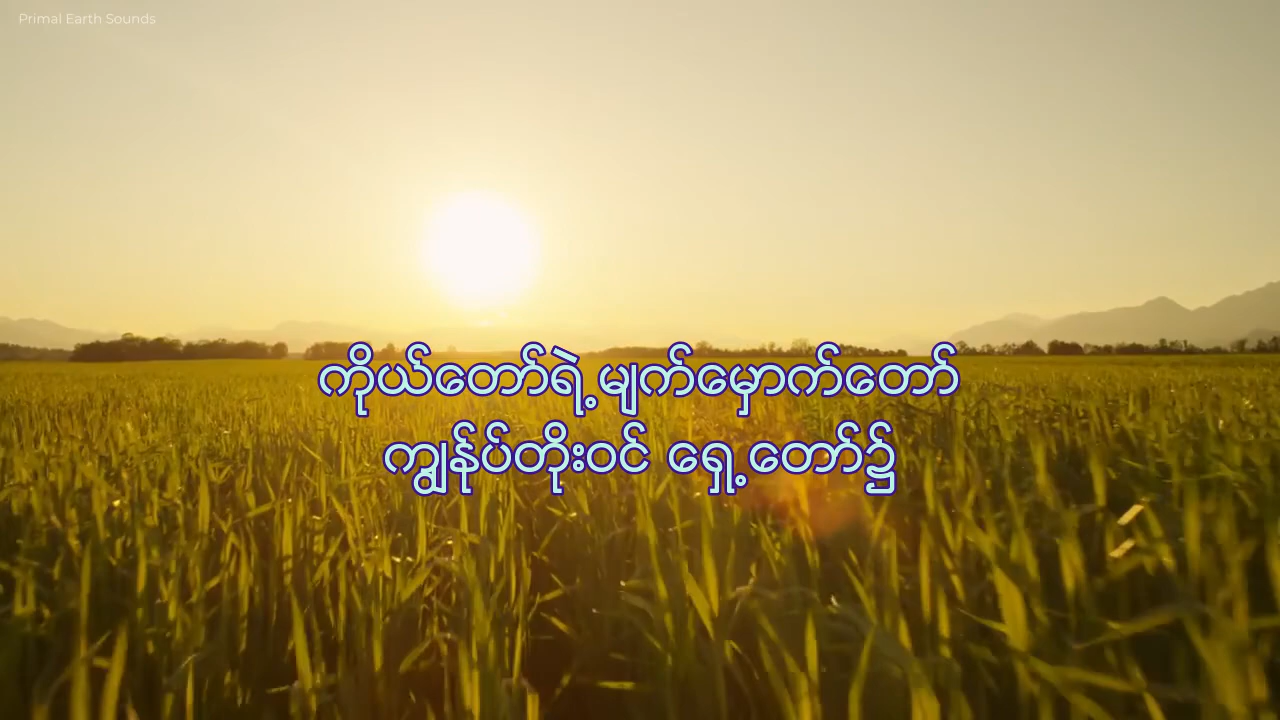 Primal Earth Sounds
ကိုယ်တော်ရဲ့မျက်မှောက်တော်
ကျွန်ုပ်တိုးဝင် ရှေ့တော်၌